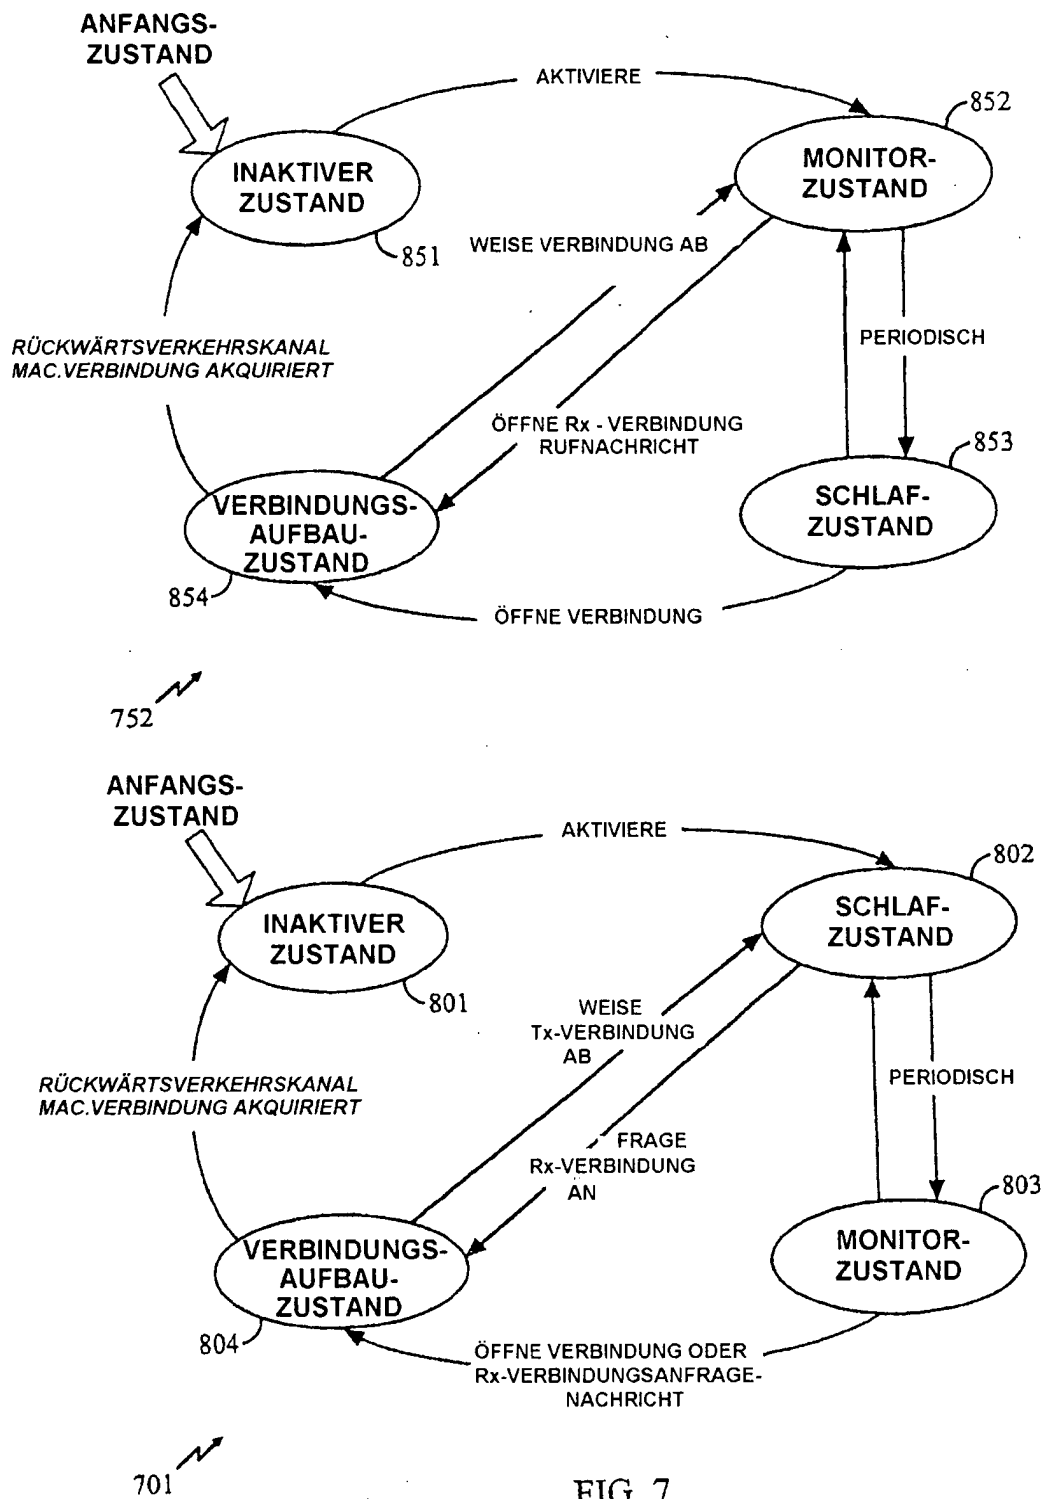 ANFANGS-
ZUSTAND
AKTIVIERE
852
INAKTIVER
ZUSTAND
MONITOR-
ZUSTAND
851
WEISE VERBINDUNG AB
RÜCKWÄRTSVERKEHRSKANAL
MAC.VERBINDUNG AKQUIRIERT
PERIODISCH
ÖFFNE Rx - VERBINDUNG
RUFNACHRICHT
853
VERBINDUNGS-
AUFBAU-
ZUSTAND
SCHLAF-
ZUSTAND
854
ÖFFNE VERBINDUNG
752
ANFANGS-
ZUSTAND
AKTIVIERE
802
INAKTIVER
ZUSTAND
SCHLAF-
ZUSTAND
801
WEISE
Tx-VERBINDUNG
AB
RÜCKWÄRTSVERKEHRSKANAL
MAC.VERBINDUNG AKQUIRIERT
PERIODISCH
FRAGE
Rx-VERBINDUNG
AN
803
VERBINDUNGS-
AUFBAU-
ZUSTAND
MONITOR-
ZUSTAND
804
ÖFFNE VERBINDUNG ODER
Rx-VERBINDUNGSANFRAGE-
NACHRICHT
701
FIG. 7